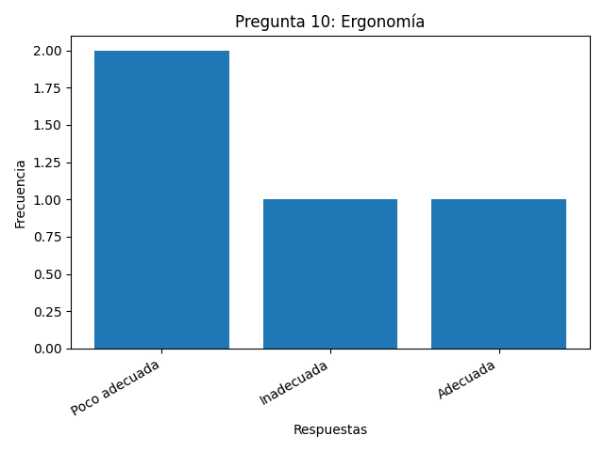 Pregunta 10: Ergonomía
2.00
1.75
1.50
1.25
1.00
0.75
0.50
0.25
0.00
Frecuencia
Poco adecuada
Inadecuada
Adecuada
Respuestas